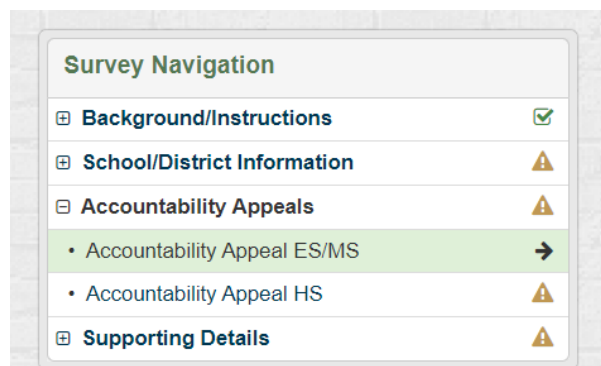 Survey Navigation
Background/Instructions
School/District Information
Accountability Appeals
• Accountability Appeal ES/MS
• Accountability Appeal HS
Supporting Details